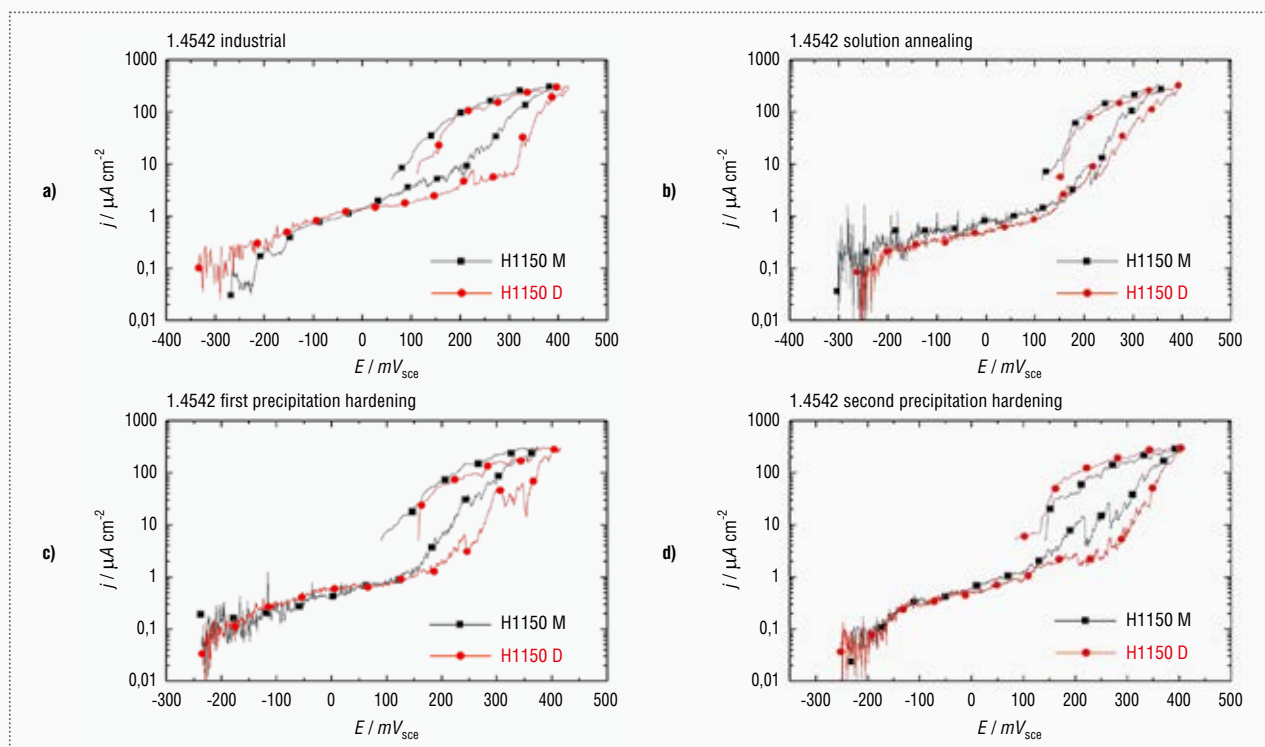 1.4542 industrial
a)
j / µA cm⁻²
1000
100
10
1
0,1
0,01
H1150 M
H1150 D
-400 -300 -200 -100 0 100 200 300 400 500
E / mV_sce
1.4542 solution annealing
b)
j / µA cm⁻²
1000
100
10
1
0,1
0,01
H1150 M
H1150 D
-400 -300 -200 -100 0 100 200 300 400 500
E / mV_sce
1.4542 first precipitation hardening
c)
j / µA cm⁻²
1000
100
10
1
0,1
0,01
H1150 M
H1150 D
-300 -200 -100 0 100 200 300 400 500
E / mV_sce
1.4542 second precipitation hardening
d)
j / µA cm⁻²
1000
100
10
1
0,1
0,01
H1150 M
H1150 D
-300 -200 -100 0 100 200 300 400 500
E / mV_sce